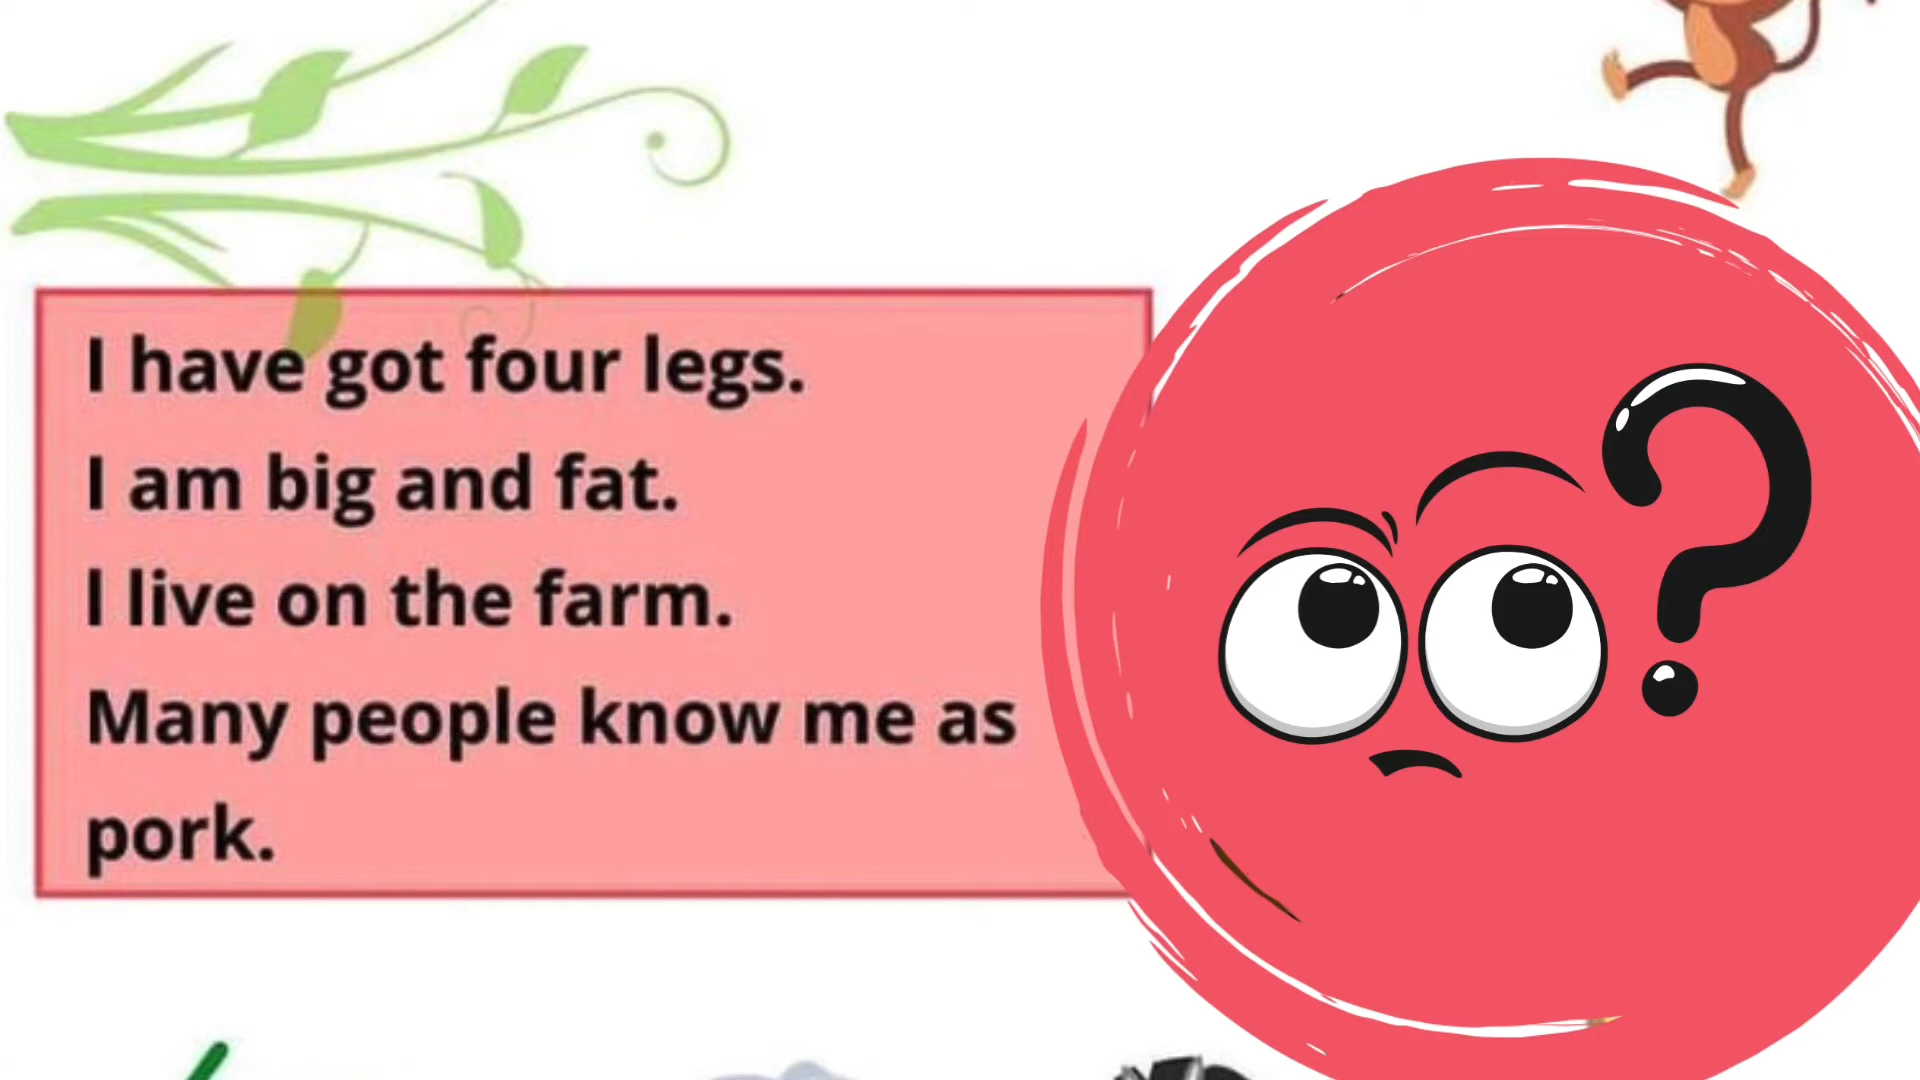 I have got four legs.
I am big and fat.
I live on the farm.
Many people know me as
pork.
?